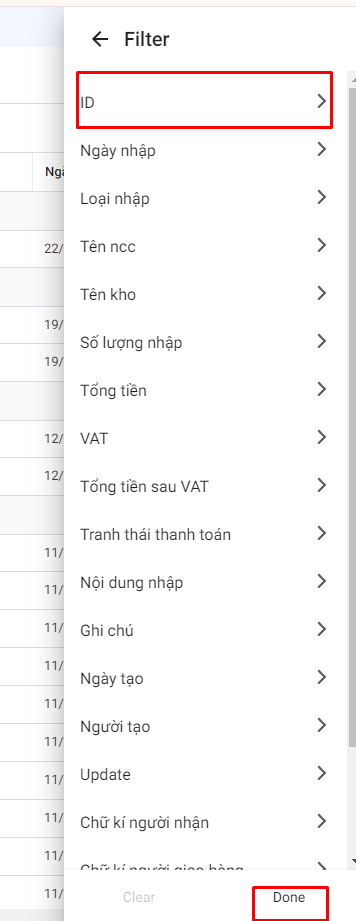 Filter
ID
Ngà
Ngày nhập
Loại nhập
Tên ncc
22/
Tên kho
19/
Số lượng nhập
19/
Tổng tiền
VAT
12/
Tổng tiền sau VAT
12/
Tranh thái thanh toán
11/
Nội dung nhập
11/
Ghi chú
11/
11/
Ngày tạo
11/
Người tạo
11/
Update
11/
Chữ kí người nhận
11/
11/
Chữ kí người giao hàng
11/
Clear
Done